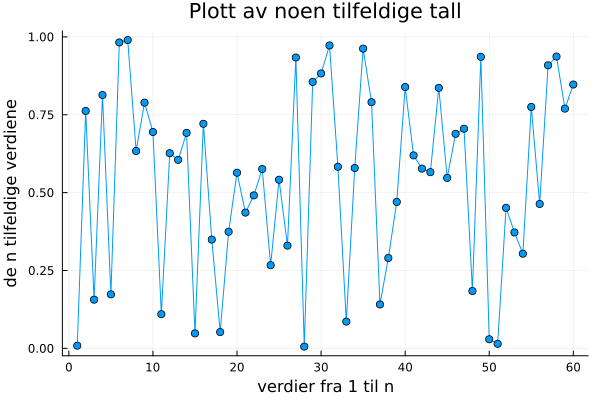 Plott av noen tilfeldige tall
de n tilfeldige verdiene
1.00
0.75
0.50
0.25
0.00
0 10 20 30 40 50 60
verdier fra 1 til n